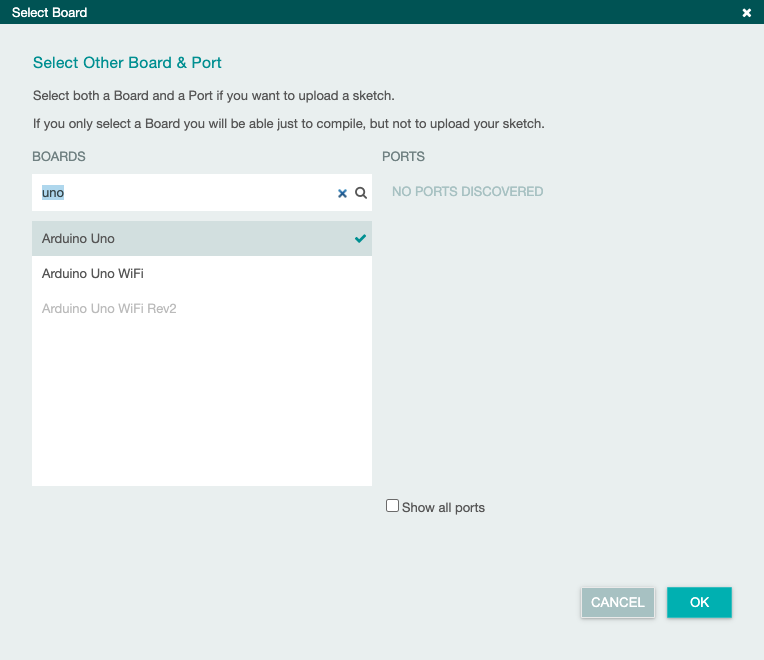 Select Board
Select Other Board & Port
Select both a Board and a Port if you want to upload a sketch.
If you only select a Board you will be able just to compile, but not to upload your sketch.
BOARDS
uno
Arduino Uno
Arduino Uno WiFi
Arduino Uno WiFi Rev2
PORTS
NO PORTS DISCOVERED
Show all ports
CANCEL
OK